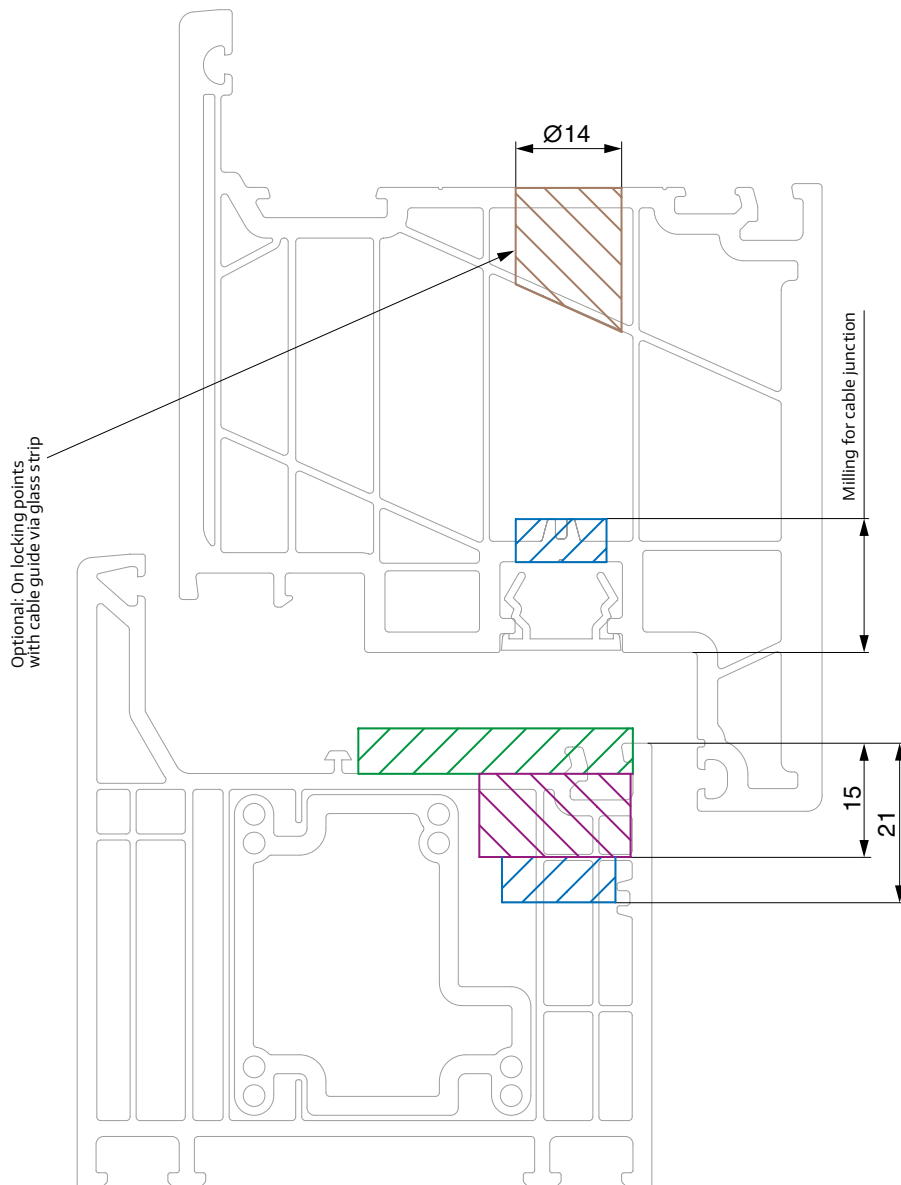 Ø14
Optional: On locking points
with cable guide via glass strip
Milling for cable junction
15
21